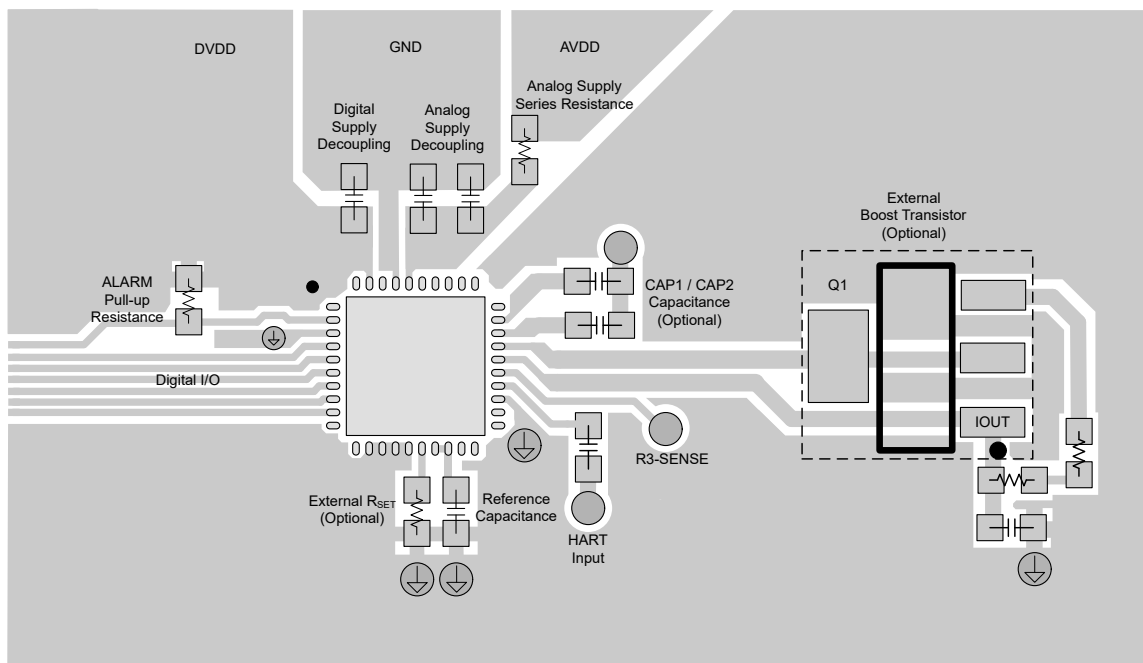 DVDD
GND
AVDD
Analog Supply
Series Resistance
Digital
Supply
Decoupling
Analog
Supply
Decoupling
External
Boost Transistor
(Optional)
ALARM
Pull-up
Resistance
CAP1 / CAP2
Capacitance
(Optional)
Q1
Digital I/O
IOUT
R3-SENSE
External RSET
(Optional)
Reference
Capacitance
HART
Input